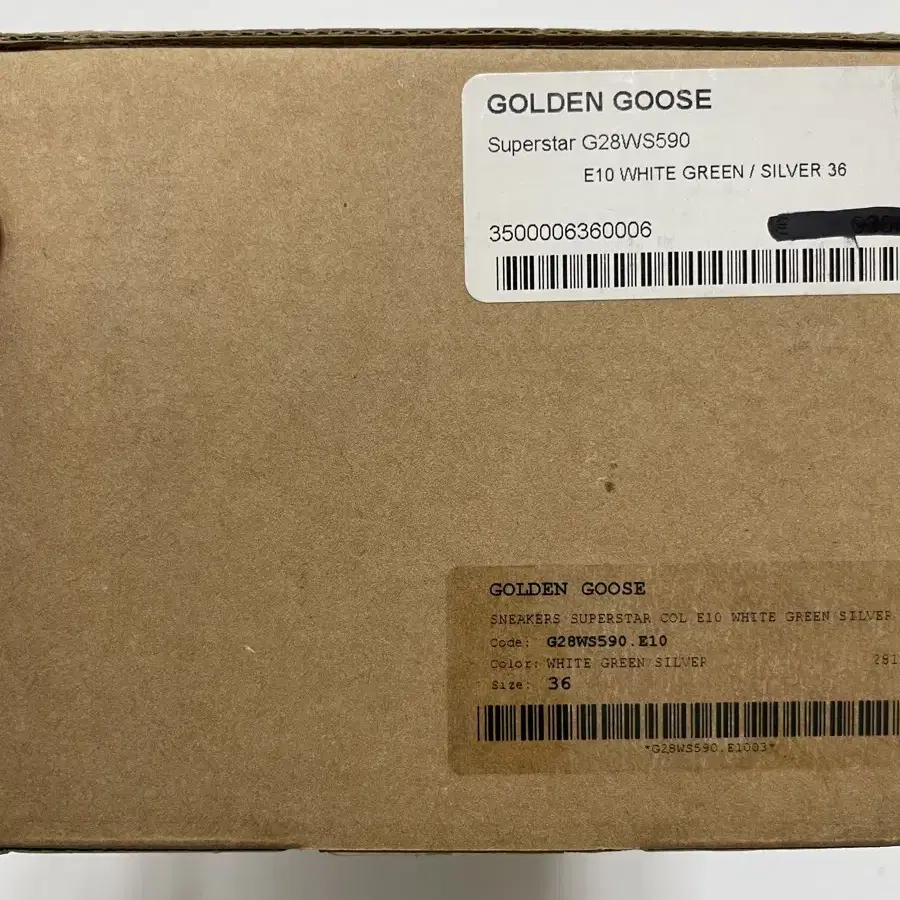 GOLDEN GOOSE
Superstar G28WS590
E10 WHITE GREEN / SILVER 36
3500006360006
GOLDEN GOOSE
SNEAKERS SUPERSTAR COL E10 WHITE GREEN SILVER
Code: G28WS590.E10
Color: WHITE GREEN SILVER
Size: 36
*G28WS590.E1003*